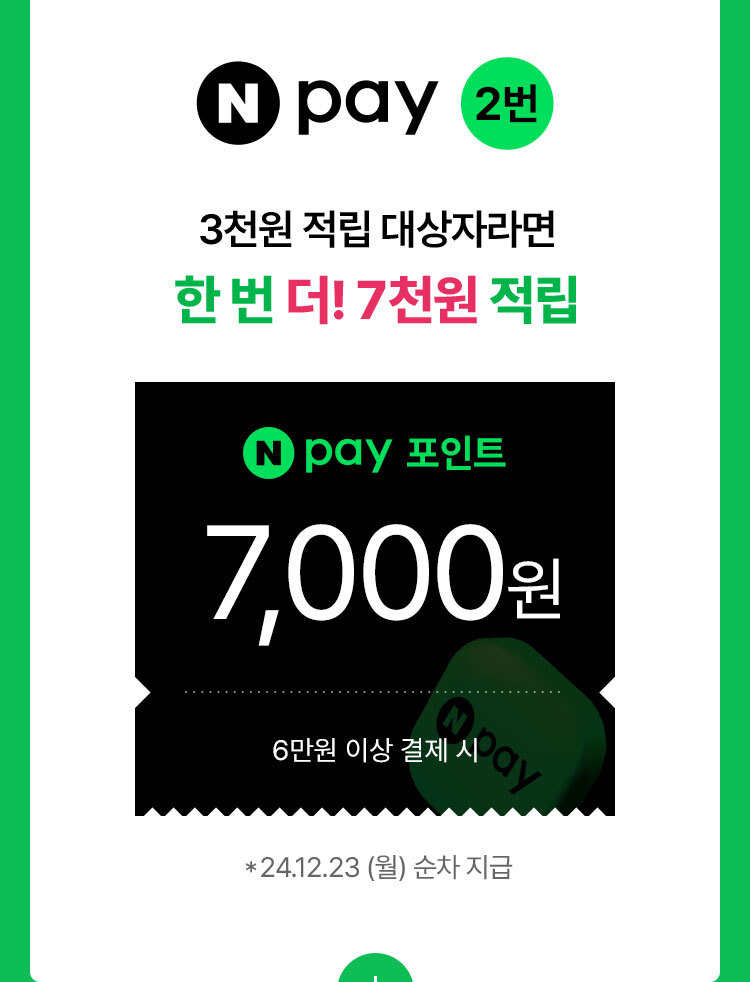 N pay 2번
3천원 적립 대상자라면
한 번 더! 7천원 적립
N pay 포인트
7,000원
6만원 이상 결제 시
N pay
*24.12.23 (월) 순차 지급